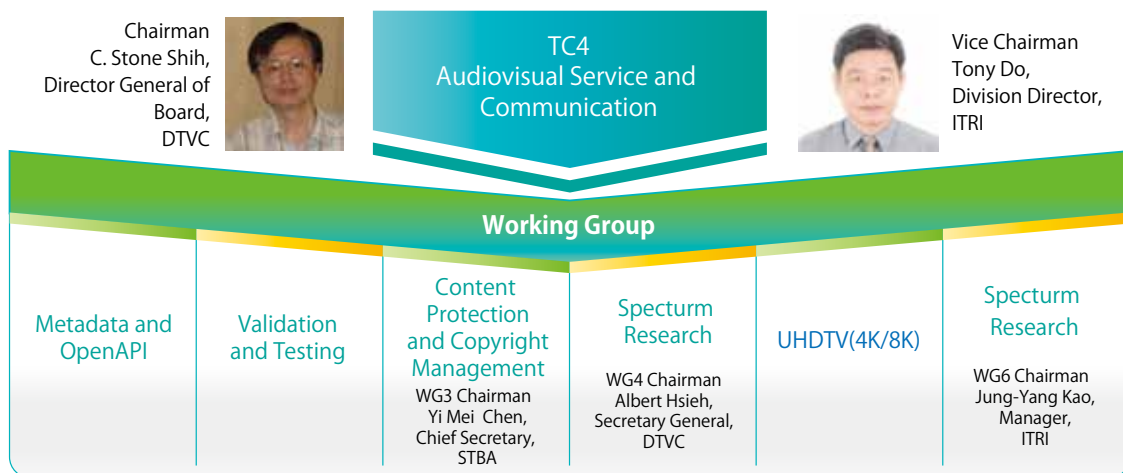 Chairman
C. Stone Shih,
Director General of
Board,
DTVC
TC4
Audiovisual Service and
Communication
Vice Chairman
Tony Do,
Division Director,
ITRI
Working Group
Metadata and
OpenAPI
Validation
and Testing
Content
Protection
and Copyright
Management
WG3 Chairman
Yi Mei Chen,
Chief Secretary,
STBA
Specturm
Research
WG4 Chairman
Albert Hsieh,
Secretary General,
DTVC
UHDTV(4K/8K)
Specturm
Research
WG6 Chairman
Jung-Yang Kao,
Manager,
ITRI